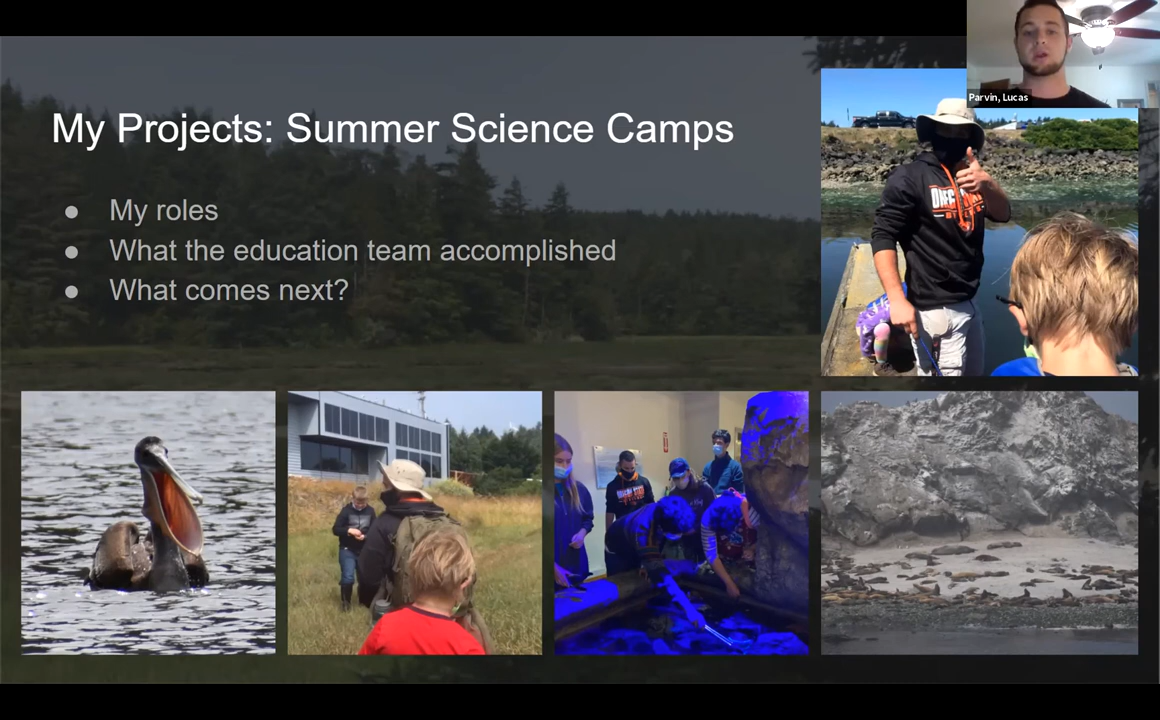 Parvin, Lucas
My Projects: Summer Science Camps
● My roles
● What the education team accomplished
● What comes next?